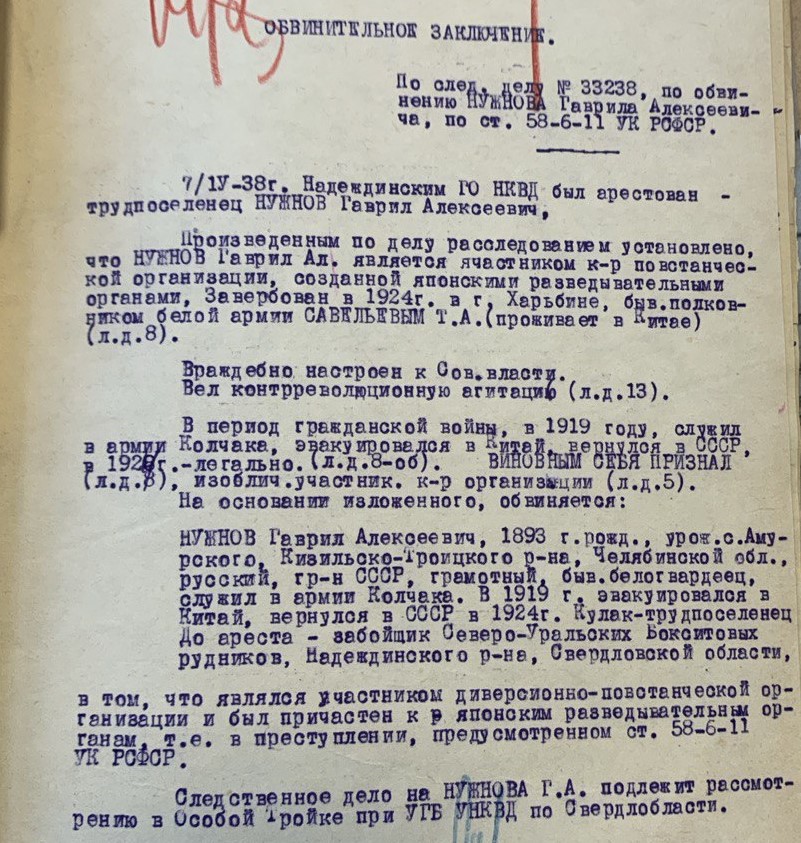 ОБВИНИТЕЛЬНОЕ ЗАКЛЮЧЕНИЕ.
По след. делу № 33238, по обви-
нению НУЖНОВА Гаврила Алексееви-
ча, по ст. 58-6-11 УК РСФСР.
7/1У-38г. Надеждинским ГО НКВД был арестован -
трудпоселенец НУЖНОВ Гаврил Алексеевич,
Произведенным по делу расследованием установлено,
что НУЖНОВ Гаврил Ал. является ячастником к-р повстанчес-
кой организации, созданной японскими разведывательными
органами, Завербован в 1924г. в г. Харьбине, быв.полков-
ником белой армии САВЕЛЬЕВЫМ Т.А.(проживает в Китае)
(л.д.8).
Враждебно настроен к Сов.власти.
Вел контрреволюционную агитацию (л.д.13).
В период гражданской войны, в 1919 году, служил
в армии Колчака, эвакуировался в Китай, вернулся в СССР,
в г.-легально.(л.д.8-об). ВИНОВНЫМ СЕБЯ ПРИЗНАЛ
(л.д.8), изоблич.участник. к-р организации (л.д.5).
На основании изложенного, обвиняется:
НУЖНОВ Гаврил Алексеевич, 1893 г.рожд., урож.с.Аму-
рского, Кизильско-Троицкого р-на, Челябинской обл.,
русский, гр-н СССР, грамотный, быв.белогвардеец,
служил в армии Колчака. В 1919 г. эвакуировался в
Китай, вернулся в СССР в 1924г. Кулак-трудпоселенец
До ареста - забойщик Северо-Уральских Бокситовых
рудников, Надеждинского р-на, Свердловской области,
в том, что являлся участником диверсионно-повстанческой ор-
ганизации и был причастен к р японским разведывательным ор-
ганам, т.е. в преступлении, предусмотренном ст. 58-6-11
УК РСФСР.
Следственное дело на НУЖНОВА Г.А. подлежит рассмот-
рению в Особой Тройке при УГБ УНКВД по Свердлобласти.